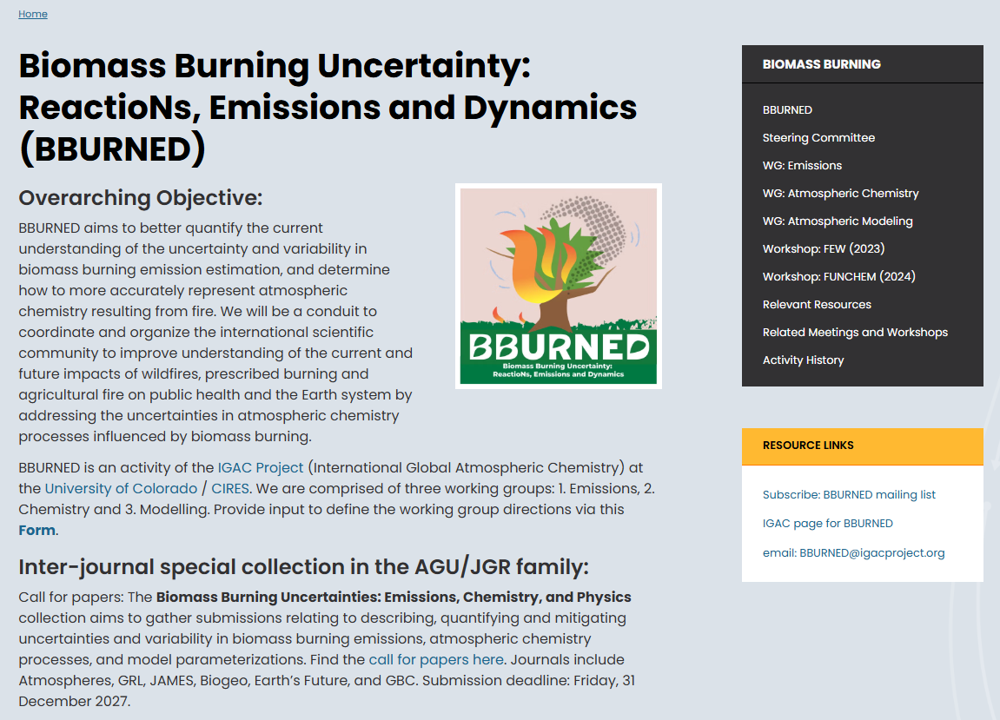 Home
Biomass Burning Uncertainty:
ReactioNs, Emissions and Dynamics
(BBURNED)
Overarching Objective:
BBURNED aims to better quantify the current
understanding of the uncertainty and variability in
biomass burning emission estimation, and determine
how to more accurately represent atmospheric
chemistry resulting from fire. We will be a conduit to
coordinate and organize the international scientific
community to improve understanding of the current and
future impacts of wildfires, prescribed burning and
agricultural fire on public health and the Earth system by
addressing the uncertainties in atmospheric chemistry
processes influenced by biomass burning.
BBURNED
Biomass Burning Uncertainty:
ReactioNs, Emissions and Dynamics
BBURNED is an activity of the IGAC Project (International Global Atmospheric Chemistry) at
the University of Colorado / CIRES. We are comprised of three working groups: 1. Emissions, 2.
Chemistry and 3. Modelling. Provide input to define the working group directions via this
Form.
Inter-journal special collection in the AGU/JGR family:
Call for papers: The Biomass Burning Uncertainties: Emissions, Chemistry, and Physics
collection aims to gather submissions relating to describing, quantifying and mitigating
uncertainties and variability in biomass burning emissions, atmospheric chemistry
processes, and model parameterizations. Find the call for papers here. Journals include
Atmospheres, GRL, JAMES, Biogeo, Earth's Future, and GBC. Submission deadline: Friday, 31
December 2027.
BIOMASS BURNING
BBURNED
Steering Committee
WG: Emissions
WG: Atmospheric Chemistry
WG: Atmospheric Modeling
Workshop: FEW (2023)
Workshop: FUNCHEM (2024)
Relevant Resources
Related Meetings and Workshops
Activity History
RESOURCE LINKS
Subscribe: BBURNED mailing list
IGAC page for BBURNED
email: BBURNED@igacproject.org